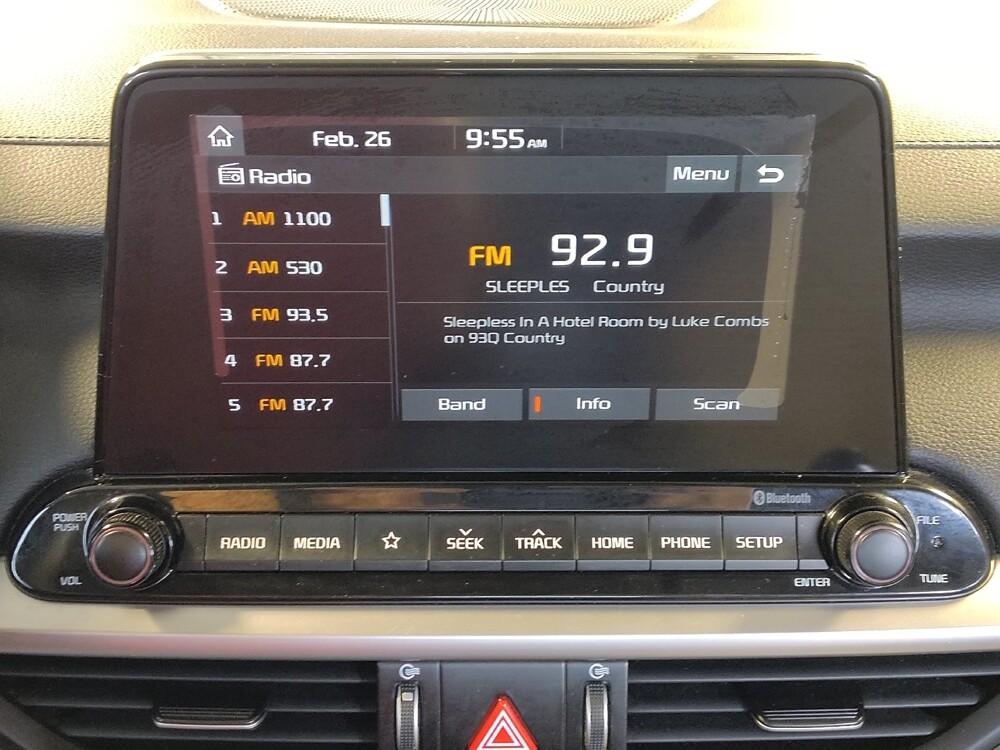 Feb. 26 9:55 AM
Radio Menu
1 AM 1100
2 AM 530
3 FM 93.5
4 FM 87.7
5 FM 87.7
FM 92.9
SLEEPLES Country
Sleepless In A Hotel Room by Luke Combs
on 93Q Country
Band Info Scan
Bluetooth
POWER
PUSH
VOL
RADIO MEDIA SEEK TRACK HOME PHONE SETUP
FILE
TUNE
ENTER